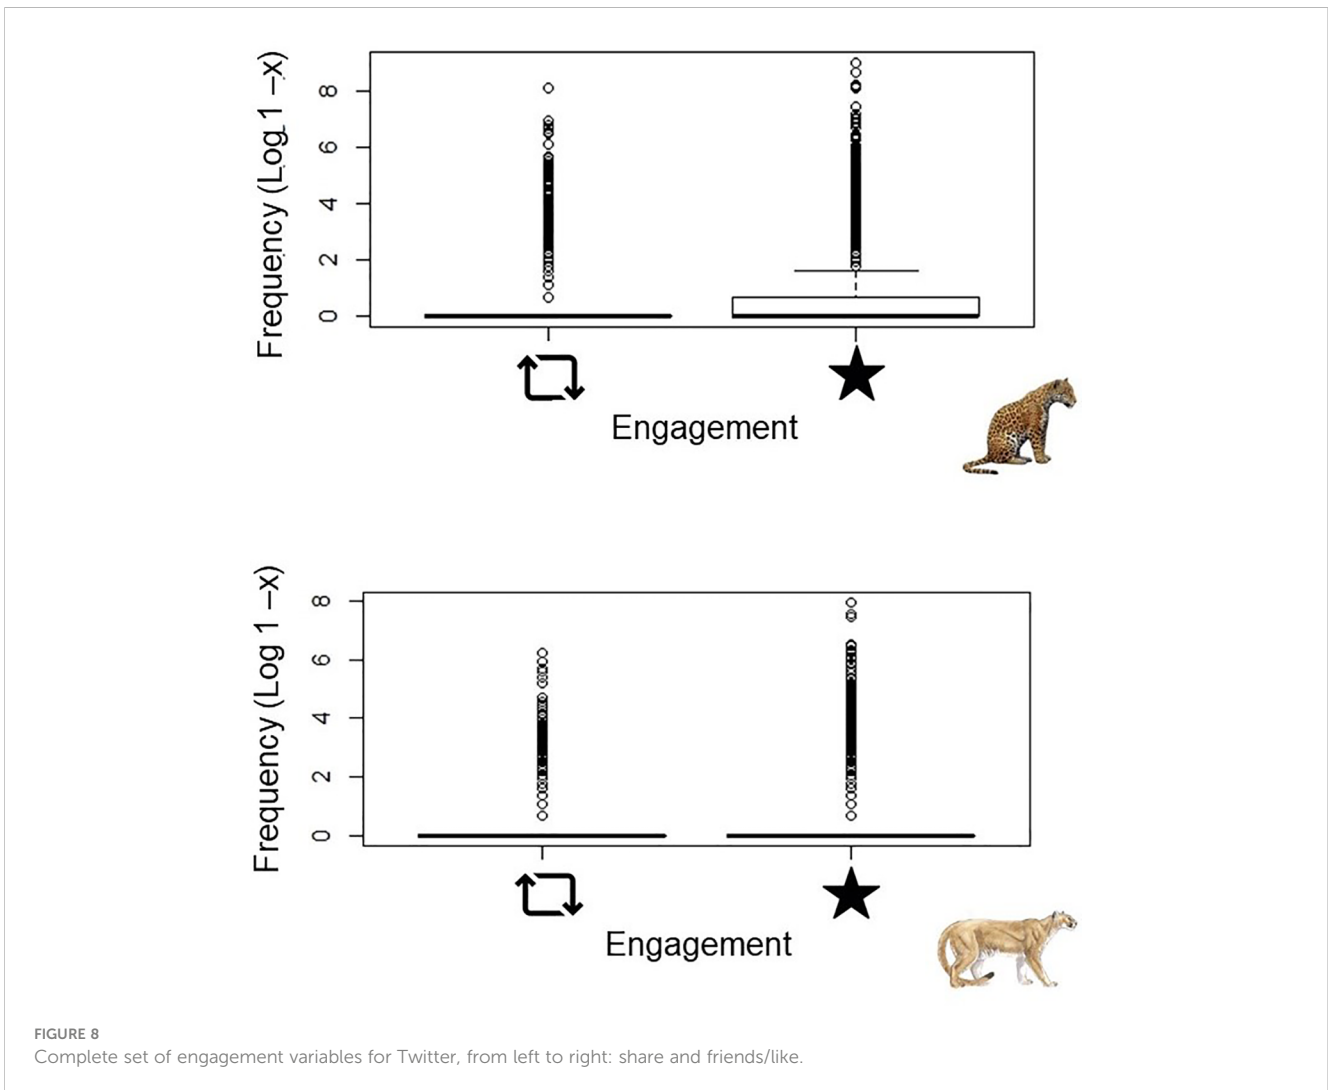 Frequency (Log 1 –x)
8
6
4
2
0
Engagement
Frequency (Log 1 –x)
8
6
4
2
0
Engagement
FIGURE 8
Complete set of engagement variables for Twitter, from left to right: share and friends/like.